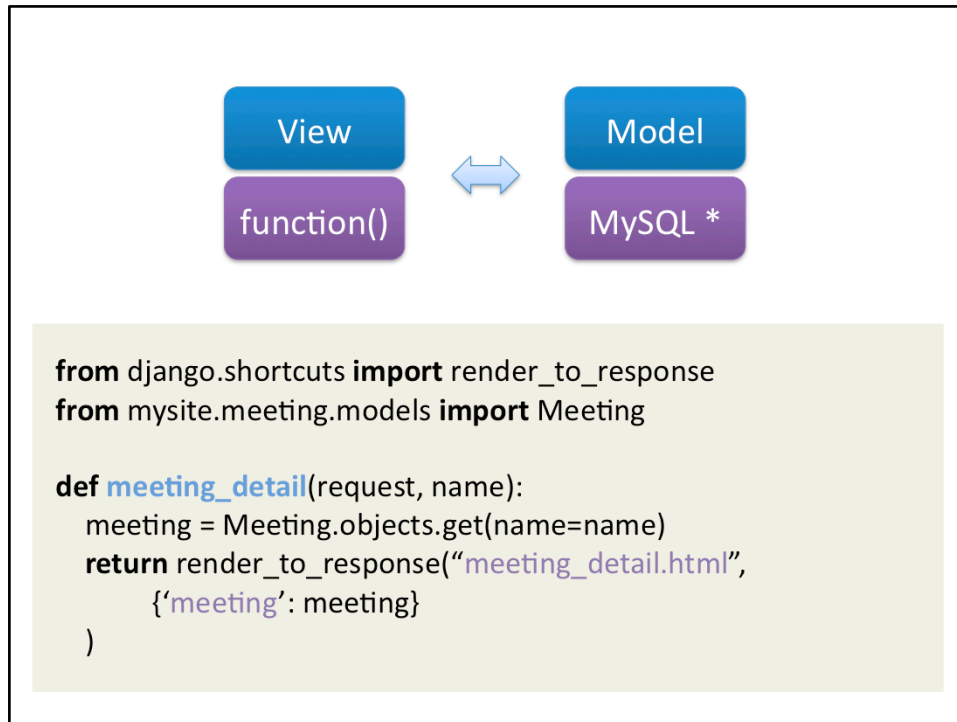 View
Model
function()
MySQL *
from django.shortcuts import render_to_response
from mysite.meeting.models import Meeting
def meeting_detail(request, name):
meeting = Meeting.objects.get(name=name)
return render_to_response(“meeting_detail.html”,
{‘meeting’: meeting}
)